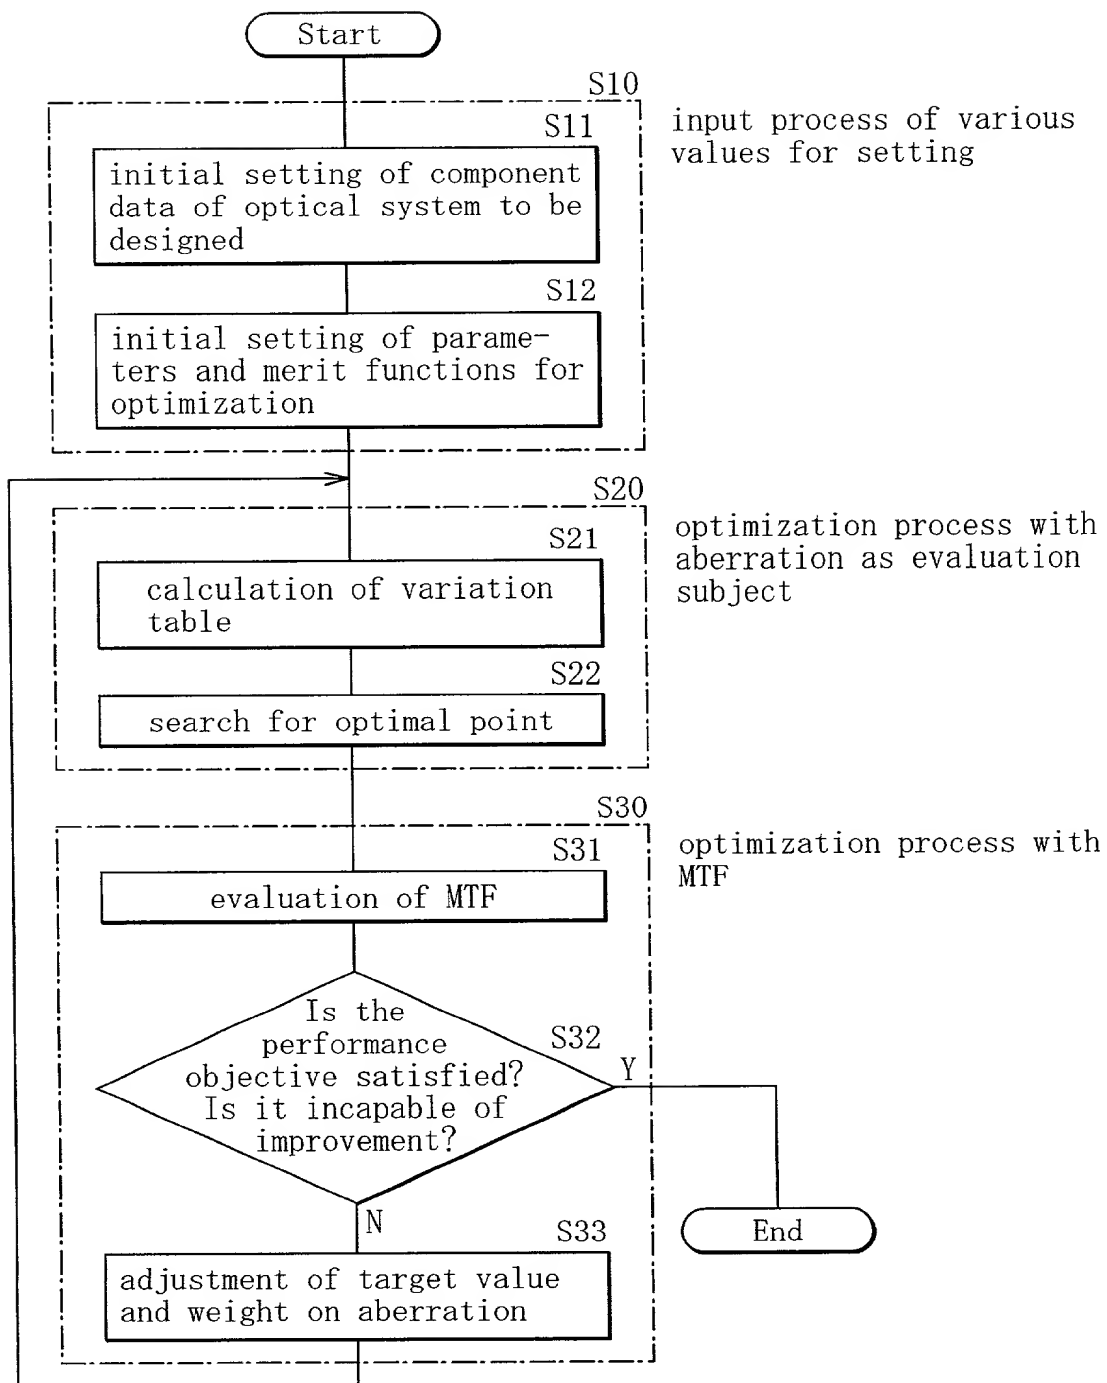 Start
S10
input process of various
values for setting
S11
initial setting of component
data of optical system to be
designed
S12
initial setting of parame-
ters and merit functions for
optimization
S20
optimization process with
aberration as evaluation
subject
S21
calculation of variation
table
S22
search for optimal point
S30
optimization process with
MTF
S31
evaluation of MTF
Is the
performance
objective satisfied?
Is it incapable of
improvement?
S32
Y
N
End
S33
adjustment of target value
and weight on aberration